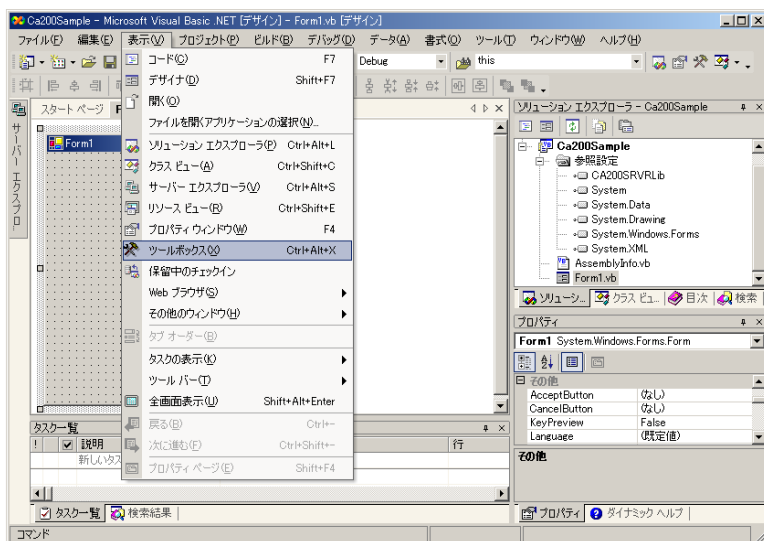 Ca200Sample - Microsoft Visual Basic .NET [デザイン] - Form1.vb [デザイン]
ファイル(F) 編集(E) 表示(V) プロジェクト(P) ビルド(B) デバッグ(D) データ(A) 書式(O) ツール(T) ウィンドウ(W) ヘルプ(H)
Debug
this
スタート ページ
サーバー エクスプロー
Form1
コード(C) F7
デザイナ(D) Shift+F7
開く(O)
ファイルを開くアプリケーションの選択(N)...
ソリューション エクスプローラ(P) Ctrl+Alt+L
クラス ビュー(A) Ctrl+Shift+C
サーバー エクスプローラ(V) Ctrl+Alt+S
リソース ビュー(R) Ctrl+Shift+E
プロパティ ウィンドウ(W) F4
ツールボックス(X) Ctrl+Alt+X
保留中のチェックイン
Web ブラウザ(S)
その他のウィンドウ(H)
タブ オーダー(B)
タスクの表示(K)
ツール バー(T)
全画面表示(U) Shift+Alt+Enter
戻る(B) Ctrl+-
次に進む(F) Ctrl+Shift+-
プロパティ ページ(E) Shift+F4
ソリューション エクスプローラ - Ca200Sample
Ca200Sample
参照設定
CA200SRVRLib
System
System.Data
System.Drawing
System.Windows.Forms
System.XML
AssemblyInfo.vb
Form1.vb
ソリューシ... クラス ビュ... 目次 検索
プロパティ
Form1 System.Windows.Forms.Form
その他
AcceptButton (なし)
CancelButton (なし)
KeyPreview False
Language (既定値)
その他
プロパティ ダイナミック ヘルプ
タスク一覧
! 説明 行
新しいタス
タスク一覧 検索結果
コマンド